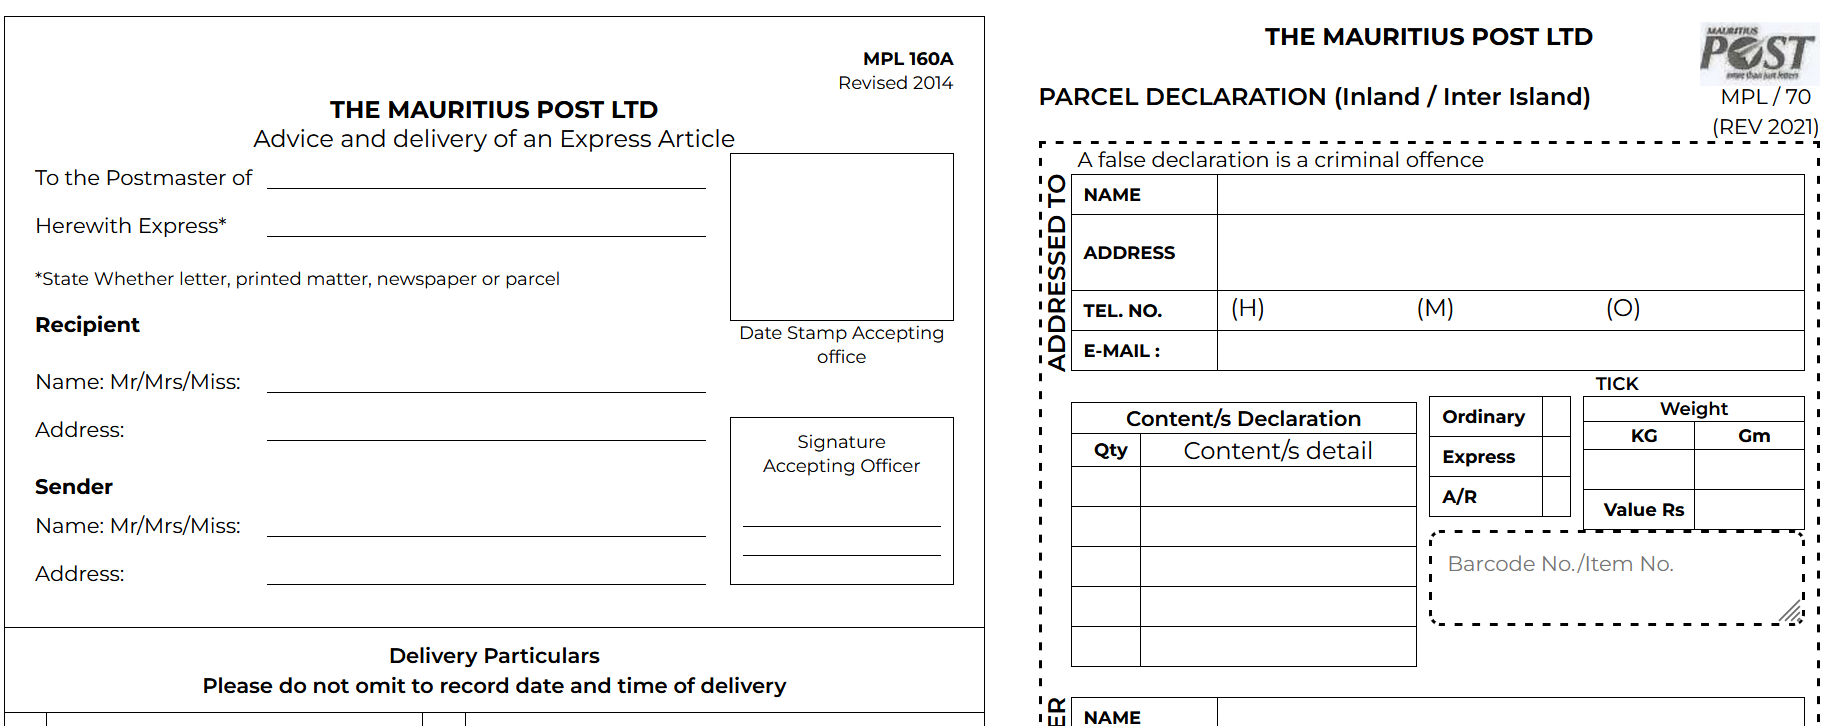 MPL 160A
Revised 2014
THE MAURITIUS POST LTD
Advice and delivery of an Express Article
To the Postmaster of
Herewith Express*
*State Whether letter, printed matter, newspaper or parcel
Date Stamp Accepting
office
Recipient
Name: Mr/Mrs/Miss:
Address:
Signature
Accepting Officer
Sender
Name: Mr/Mrs/Miss:
Address:
Delivery Particulars
Please do not omit to record date and time of delivery
THE MAURITIUS POST LTD
MAURITIUS
POST
more than just letters
PARCEL DECLARATION (Inland / Inter Island)
MPL / 70
(REV 2021)
A false declaration is a criminal offence
ADDRESSED TO
NAME
ADDRESS
TEL. NO. (H) (M) (O)
E-MAIL :
TICK
Content/s Declaration
Qty Content/s detail
Ordinary
Express
A/R
Weight
KG Gm
Value Rs
Barcode No./Item No.
NAME